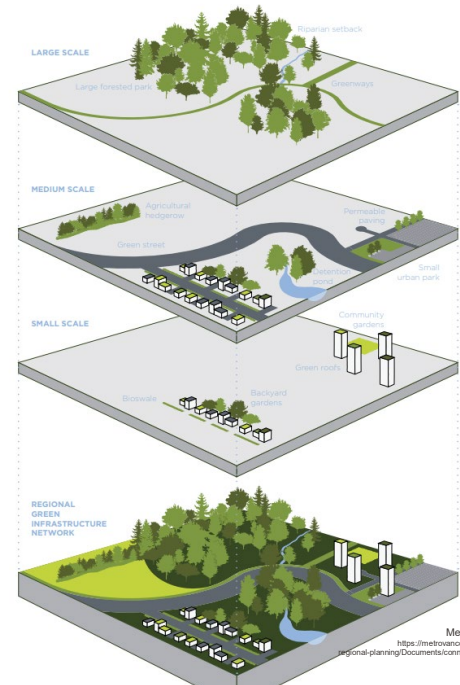 LARGE SCALE
Riparian setback
Large forested park
Greenways
MEDIUM SCALE
Agricultural
hedgerow
Permeable
paving
Green street
Detention
pond
Small
urban park
SMALL SCALE
Community
gardens
Green roofs
Bioswale
Backyard
gardens
REGIONAL
GREEN
INFRASTRUCTURE
NETWORK
Me
https://metrovanc
regional-planning/Documents/conn